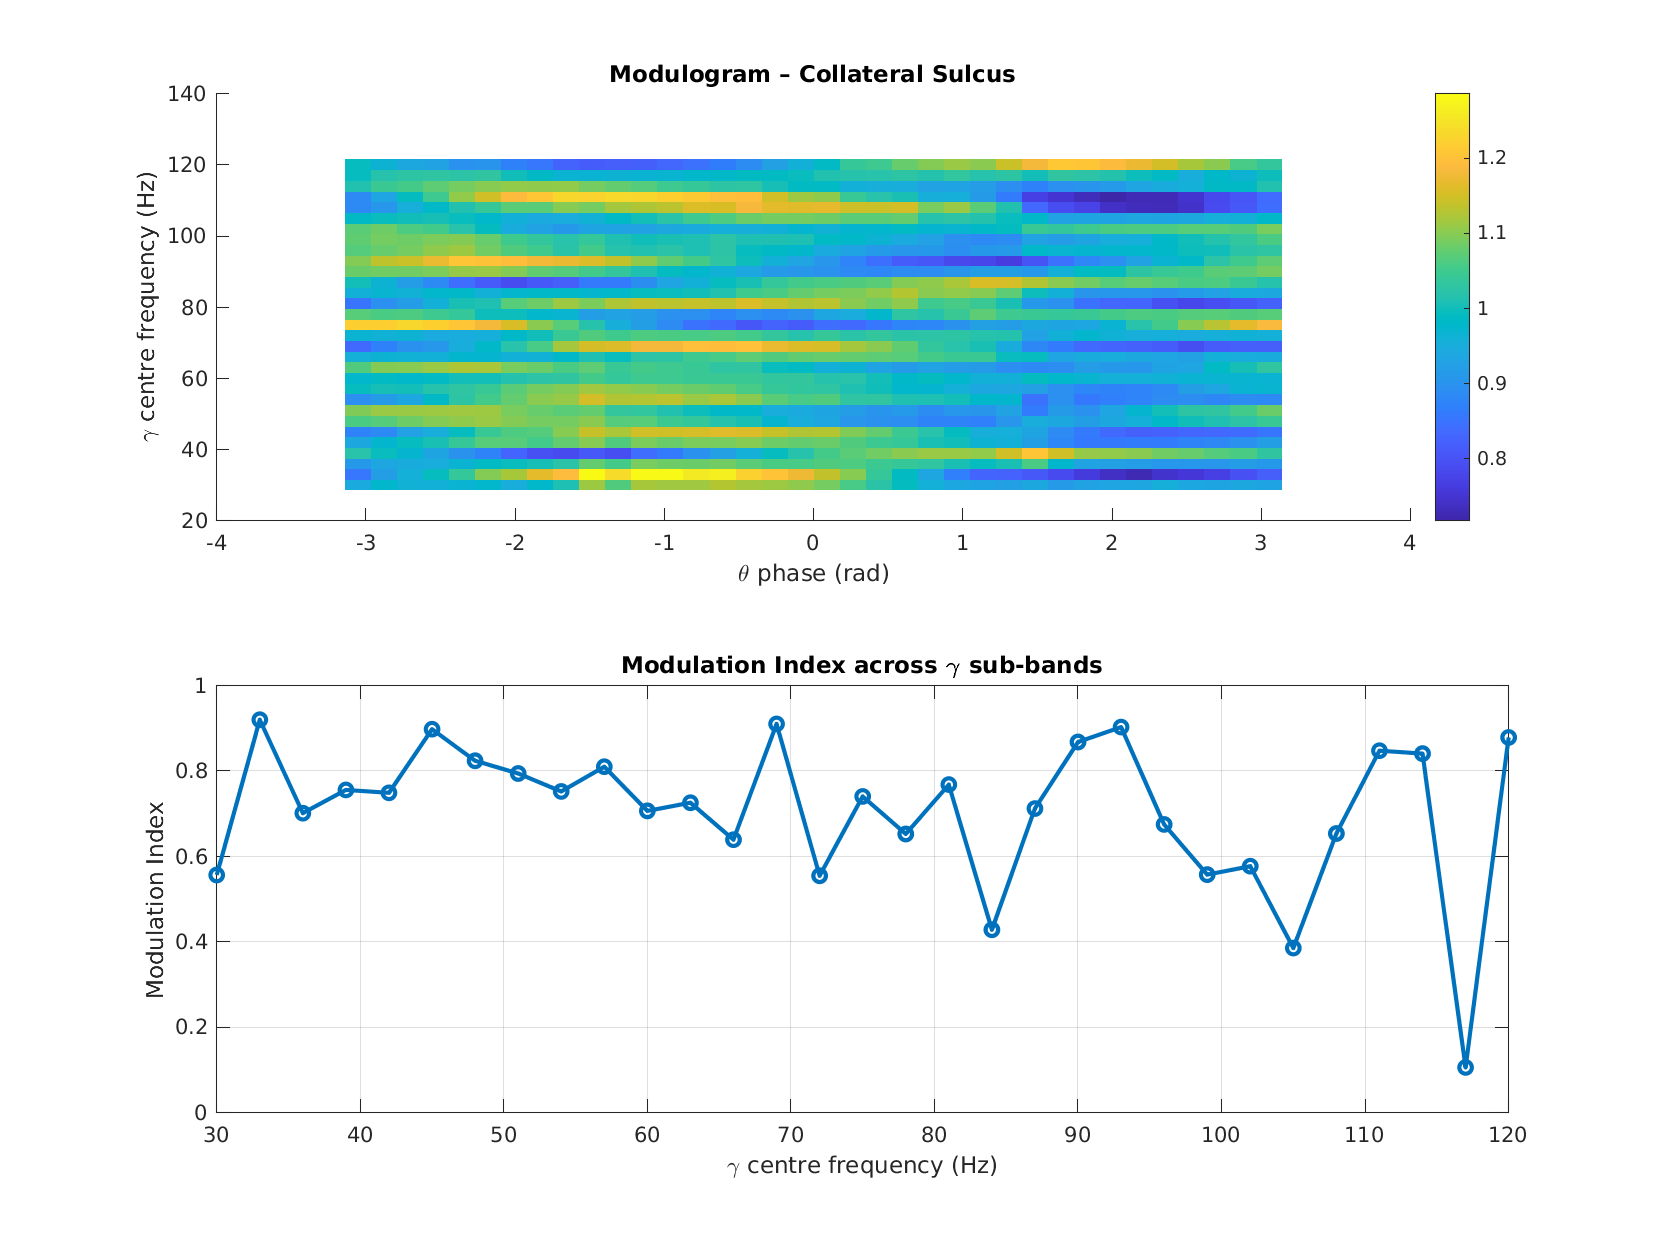 Modulogram – Collateral Sulcus
140
120
100
80
60
40
20
γ centre frequency (Hz)
-4 -3 -2 -1 0 1 2 3 4
θ phase (rad)
1.2
1.1
1
0.9
0.8
Modulation Index across γ sub-bands
1
0.8
0.6
0.4
0.2
0
Modulation Index
30 40 50 60 70 80 90 100 110 120
γ centre frequency (Hz)